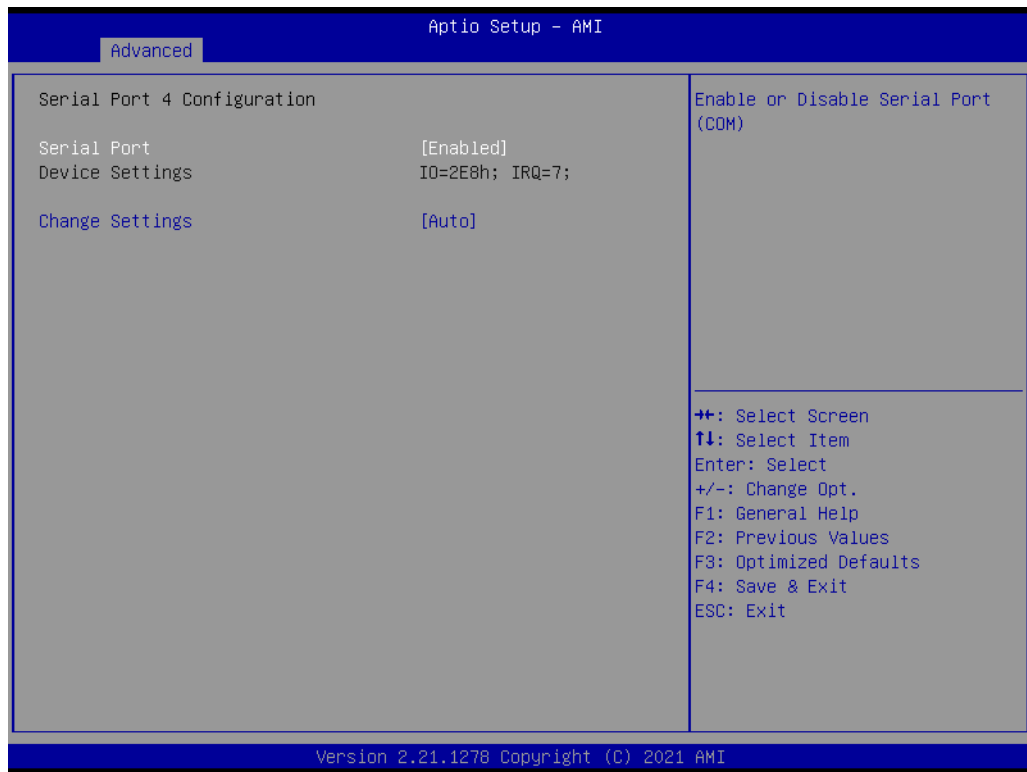 Aptio Setup – AMI
Advanced
Serial Port 4 Configuration
Serial Port [Enabled]
Device Settings IO=2E8h; IRQ=7;
Change Settings [Auto]
Enable or Disable Serial Port
(COM)
→←: Select Screen
↑↓: Select Item
Enter: Select
+/-: Change Opt.
F1: General Help
F2: Previous Values
F3: Optimized Defaults
F4: Save & Exit
ESC: Exit
Version 2.21.1278 Copyright (C) 2021 AMI